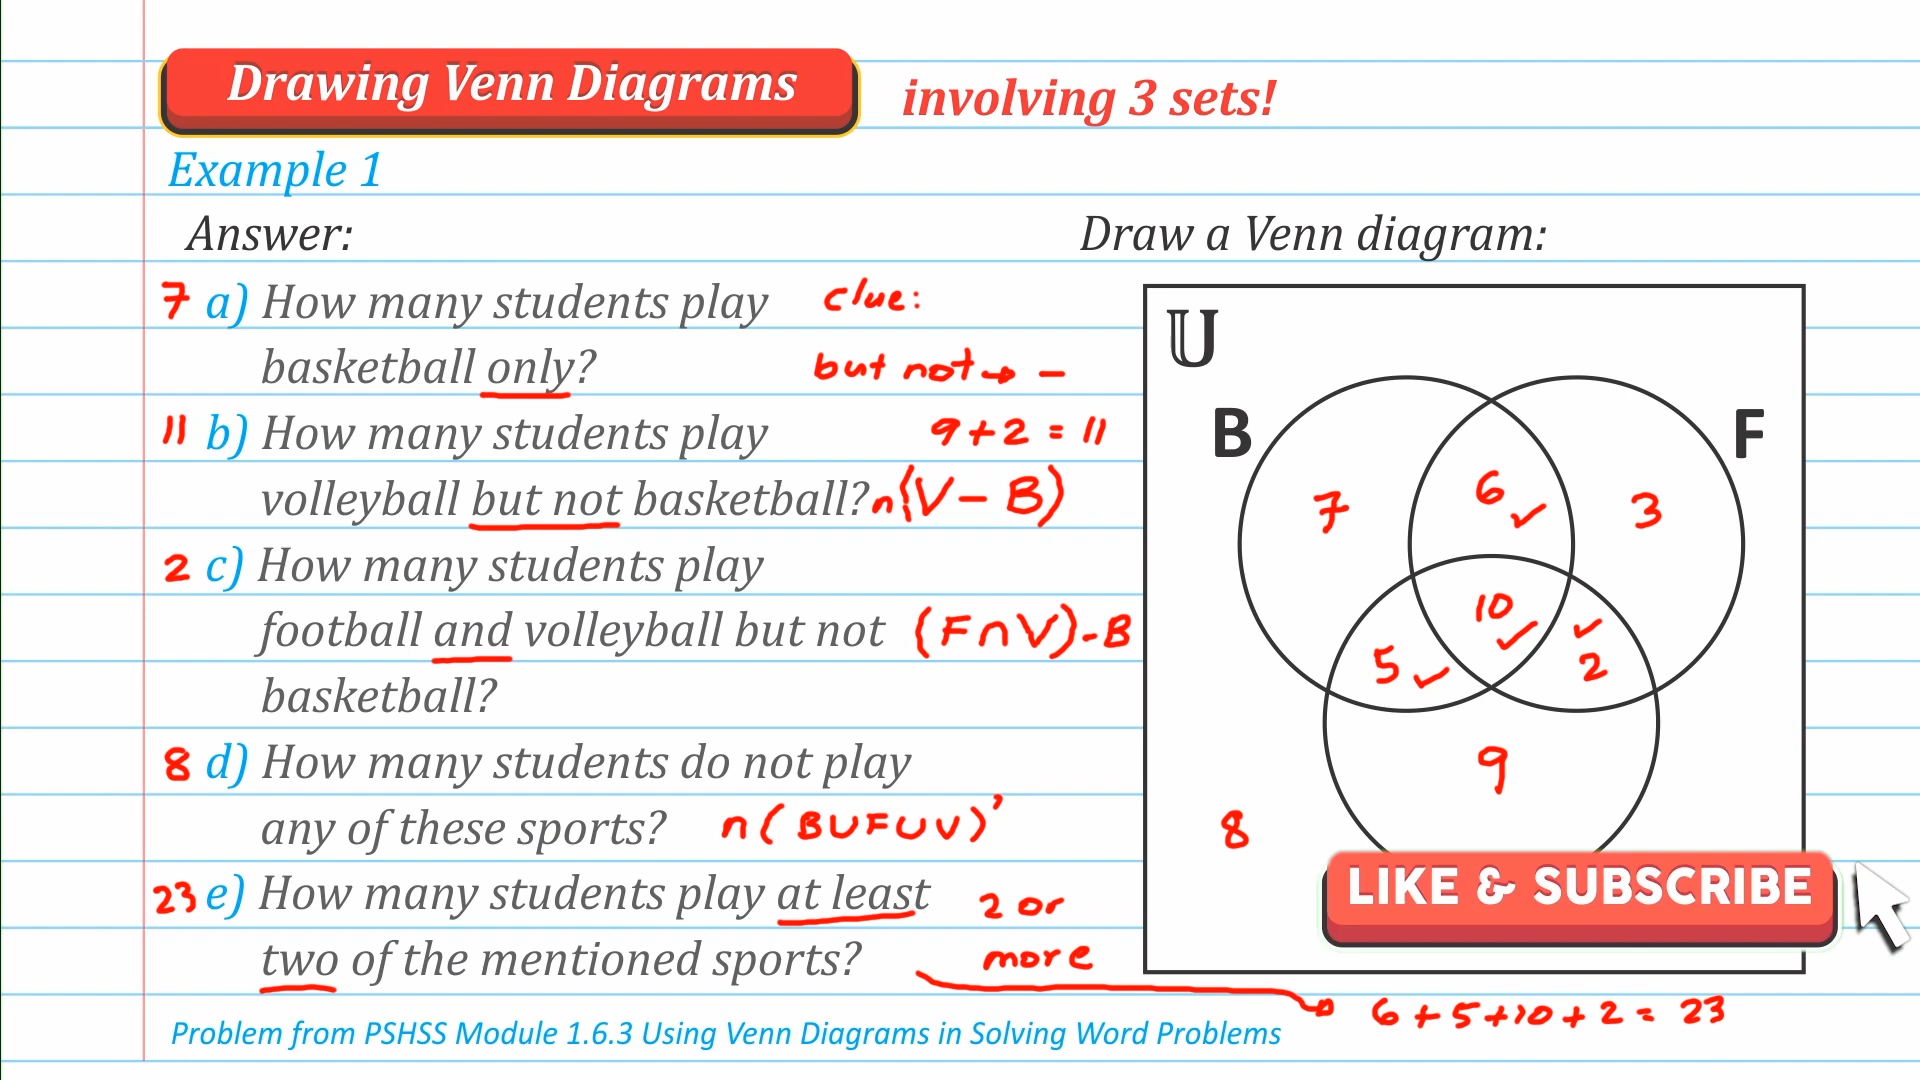 Drawing Venn Diagrams
involving 3 sets!
Example 1
Answer:
7 a) How many students play
basketball only?
clue:
but not → −
11 b) How many students play
volleyball but not basketball?
9 + 2 = 11
n(V − B)
2 c) How many students play
football and volleyball but not
basketball?
(F∩V)-B
8 d) How many students do not play
any of these sports?
n(B∪F∪V)'
23 e) How many students play at least
two of the mentioned sports?
2 or
more
6 + 5 + 10 + 2 = 23
Draw a Venn diagram:
𝕌
B
F
7
6 ✓
3
10 ✓
5 ✓
✓ 2
9
8
LIKE & SUBSCRIBE
Problem from PSHSS Module 1.6.3 Using Venn Diagrams in Solving Word Problems